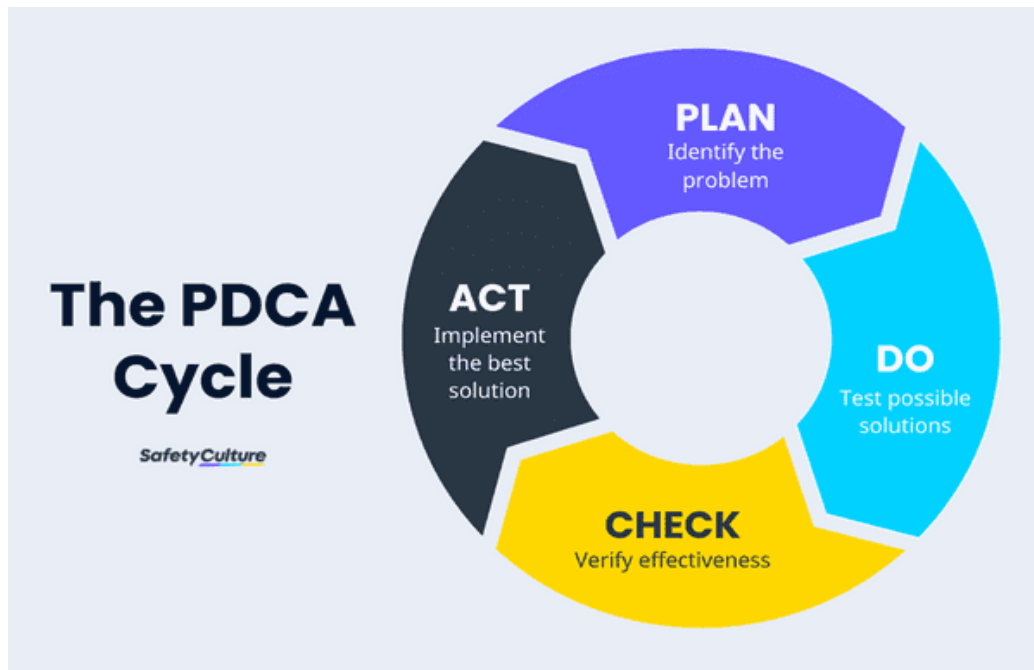 The PDCA
Cycle
SafetyCulture
PLAN
Identify the
problem
DO
Test possible
solutions
CHECK
Verify effectiveness
ACT
Implement
the best
solution